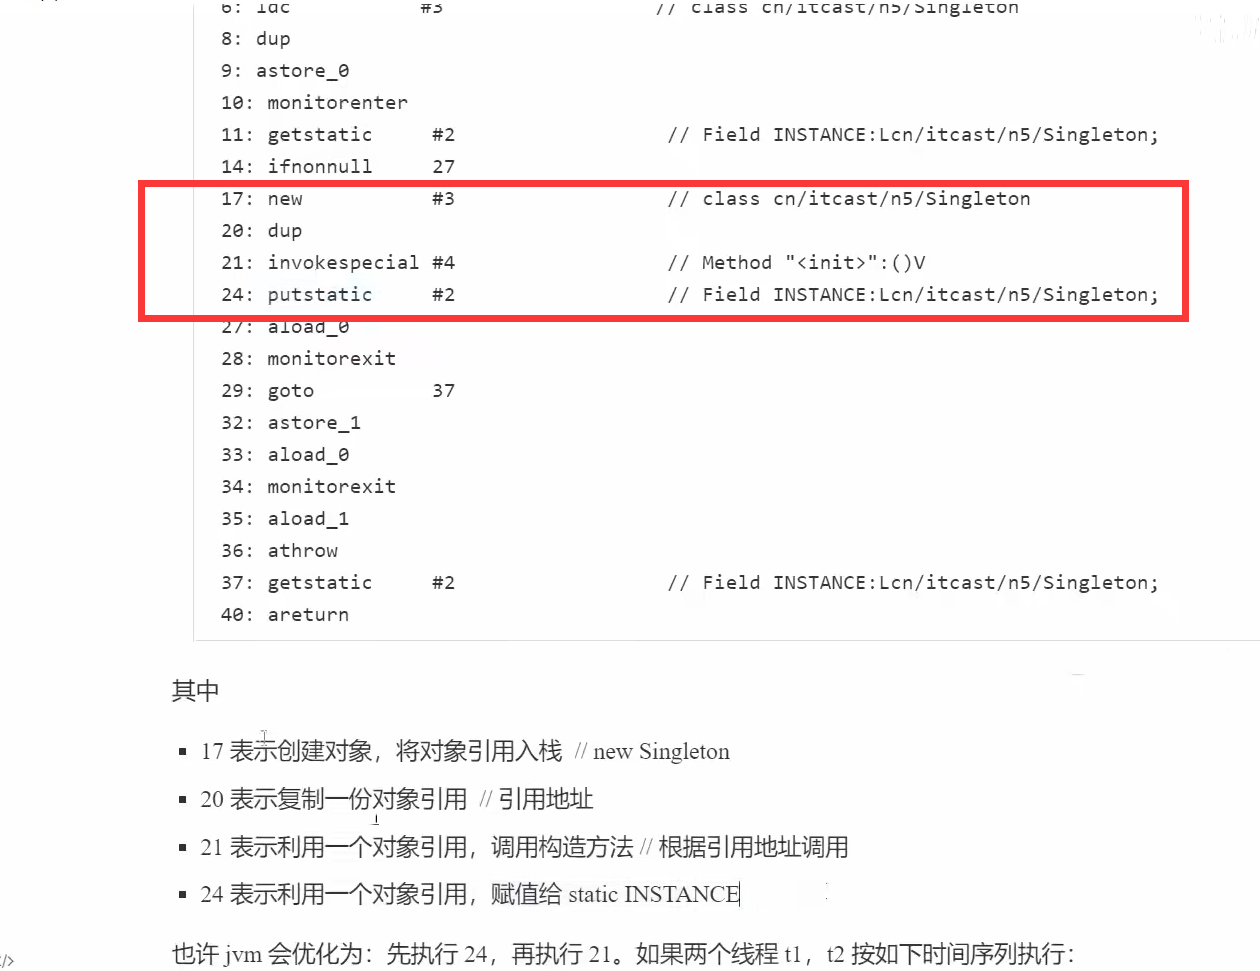 6: ldc #3 // class cn/itcast/n5/Singleton
8: dup
9: astore_0
10: monitorenter
11: getstatic #2 // Field INSTANCE:Lcn/itcast/n5/Singleton;
14: ifnonnull 27
17: new #3 // class cn/itcast/n5/Singleton
20: dup
21: invokespecial #4 // Method "<init>":()V
24: putstatic #2 // Field INSTANCE:Lcn/itcast/n5/Singleton;
27: aload_0
28: monitorexit
29: goto 37
32: astore_1
33: aload_0
34: monitorexit
35: aload_1
36: athrow
37: getstatic #2 // Field INSTANCE:Lcn/itcast/n5/Singleton;
40: areturn
其中
▪ 17 表示创建对象，将对象引用入栈 // new Singleton
▪ 20 表示复制一份对象引用 // 引用地址
▪ 21 表示利用一个对象引用，调用构造方法 // 根据引用地址调用
▪ 24 表示利用一个对象引用，赋值给 static INSTANCE
也许 jvm 会优化为：先执行 24，再执行 21。如果两个线程 t1，t2 按如下时间序列执行：